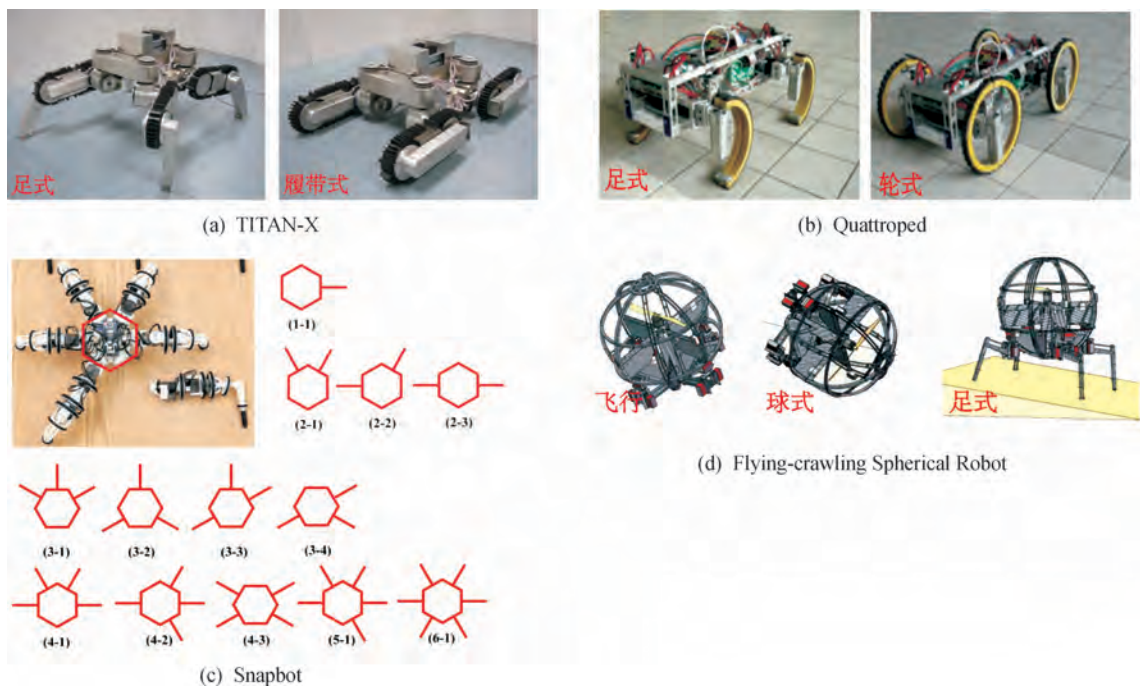 足式
履带式
(a) TITAN-X
足式
轮式
(b) Quattroped
(1-1)
(2-1) (2-2) (2-3)
(3-1) (3-2) (3-3) (3-4)
(4-1) (4-2) (4-3) (5-1) (6-1)
(c) Snapbot
飞行
球式
足式
(d) Flying-crawling Spherical Robot